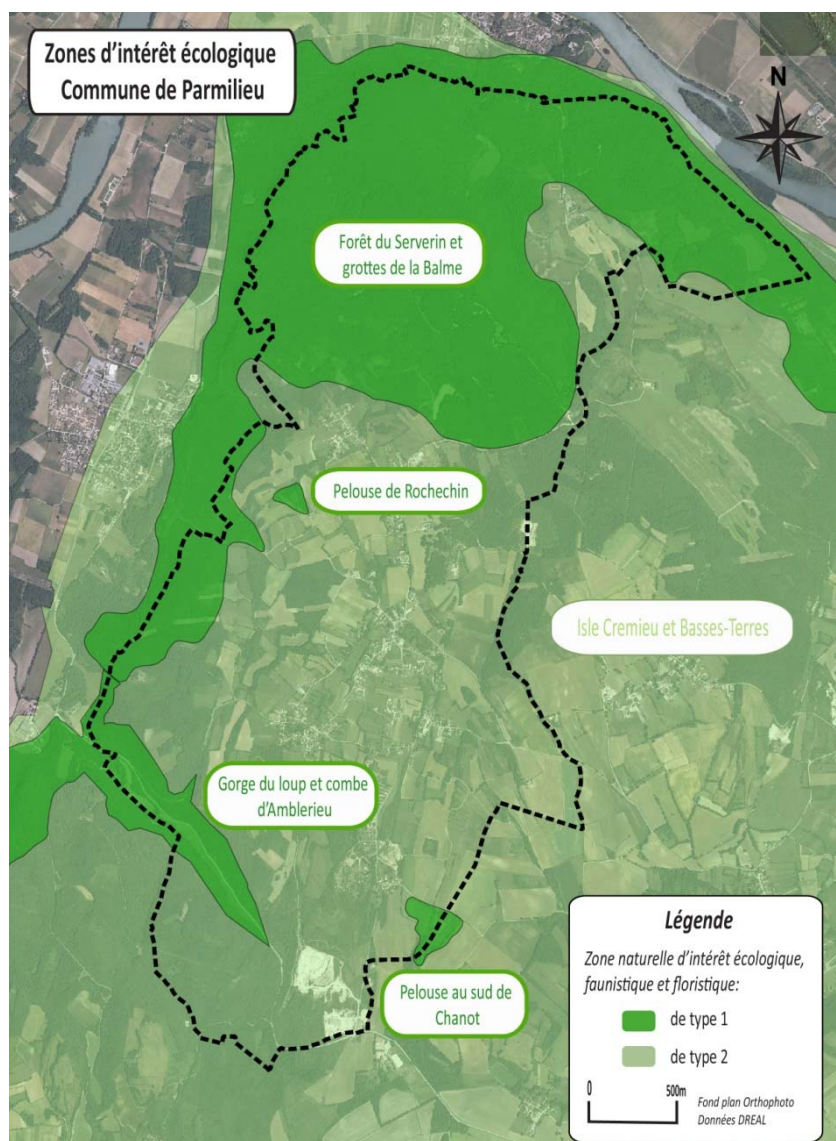 Zones d'intérêt écologique
Commune de Parmilieu
N
Forêt du Serverin et
grottes de la Balme
Pelouse de Rochechin
Isle Cremieu et Basses-Terres
Gorge du loup et combe
d'Amblerieu
Pelouse au sud de
Chanot
Légende
Zone naturelle d'intérêt écologique,
faunistique et floristique:
de type 1
de type 2
0 500m
Fond plan Orthophoto
Données DREAL